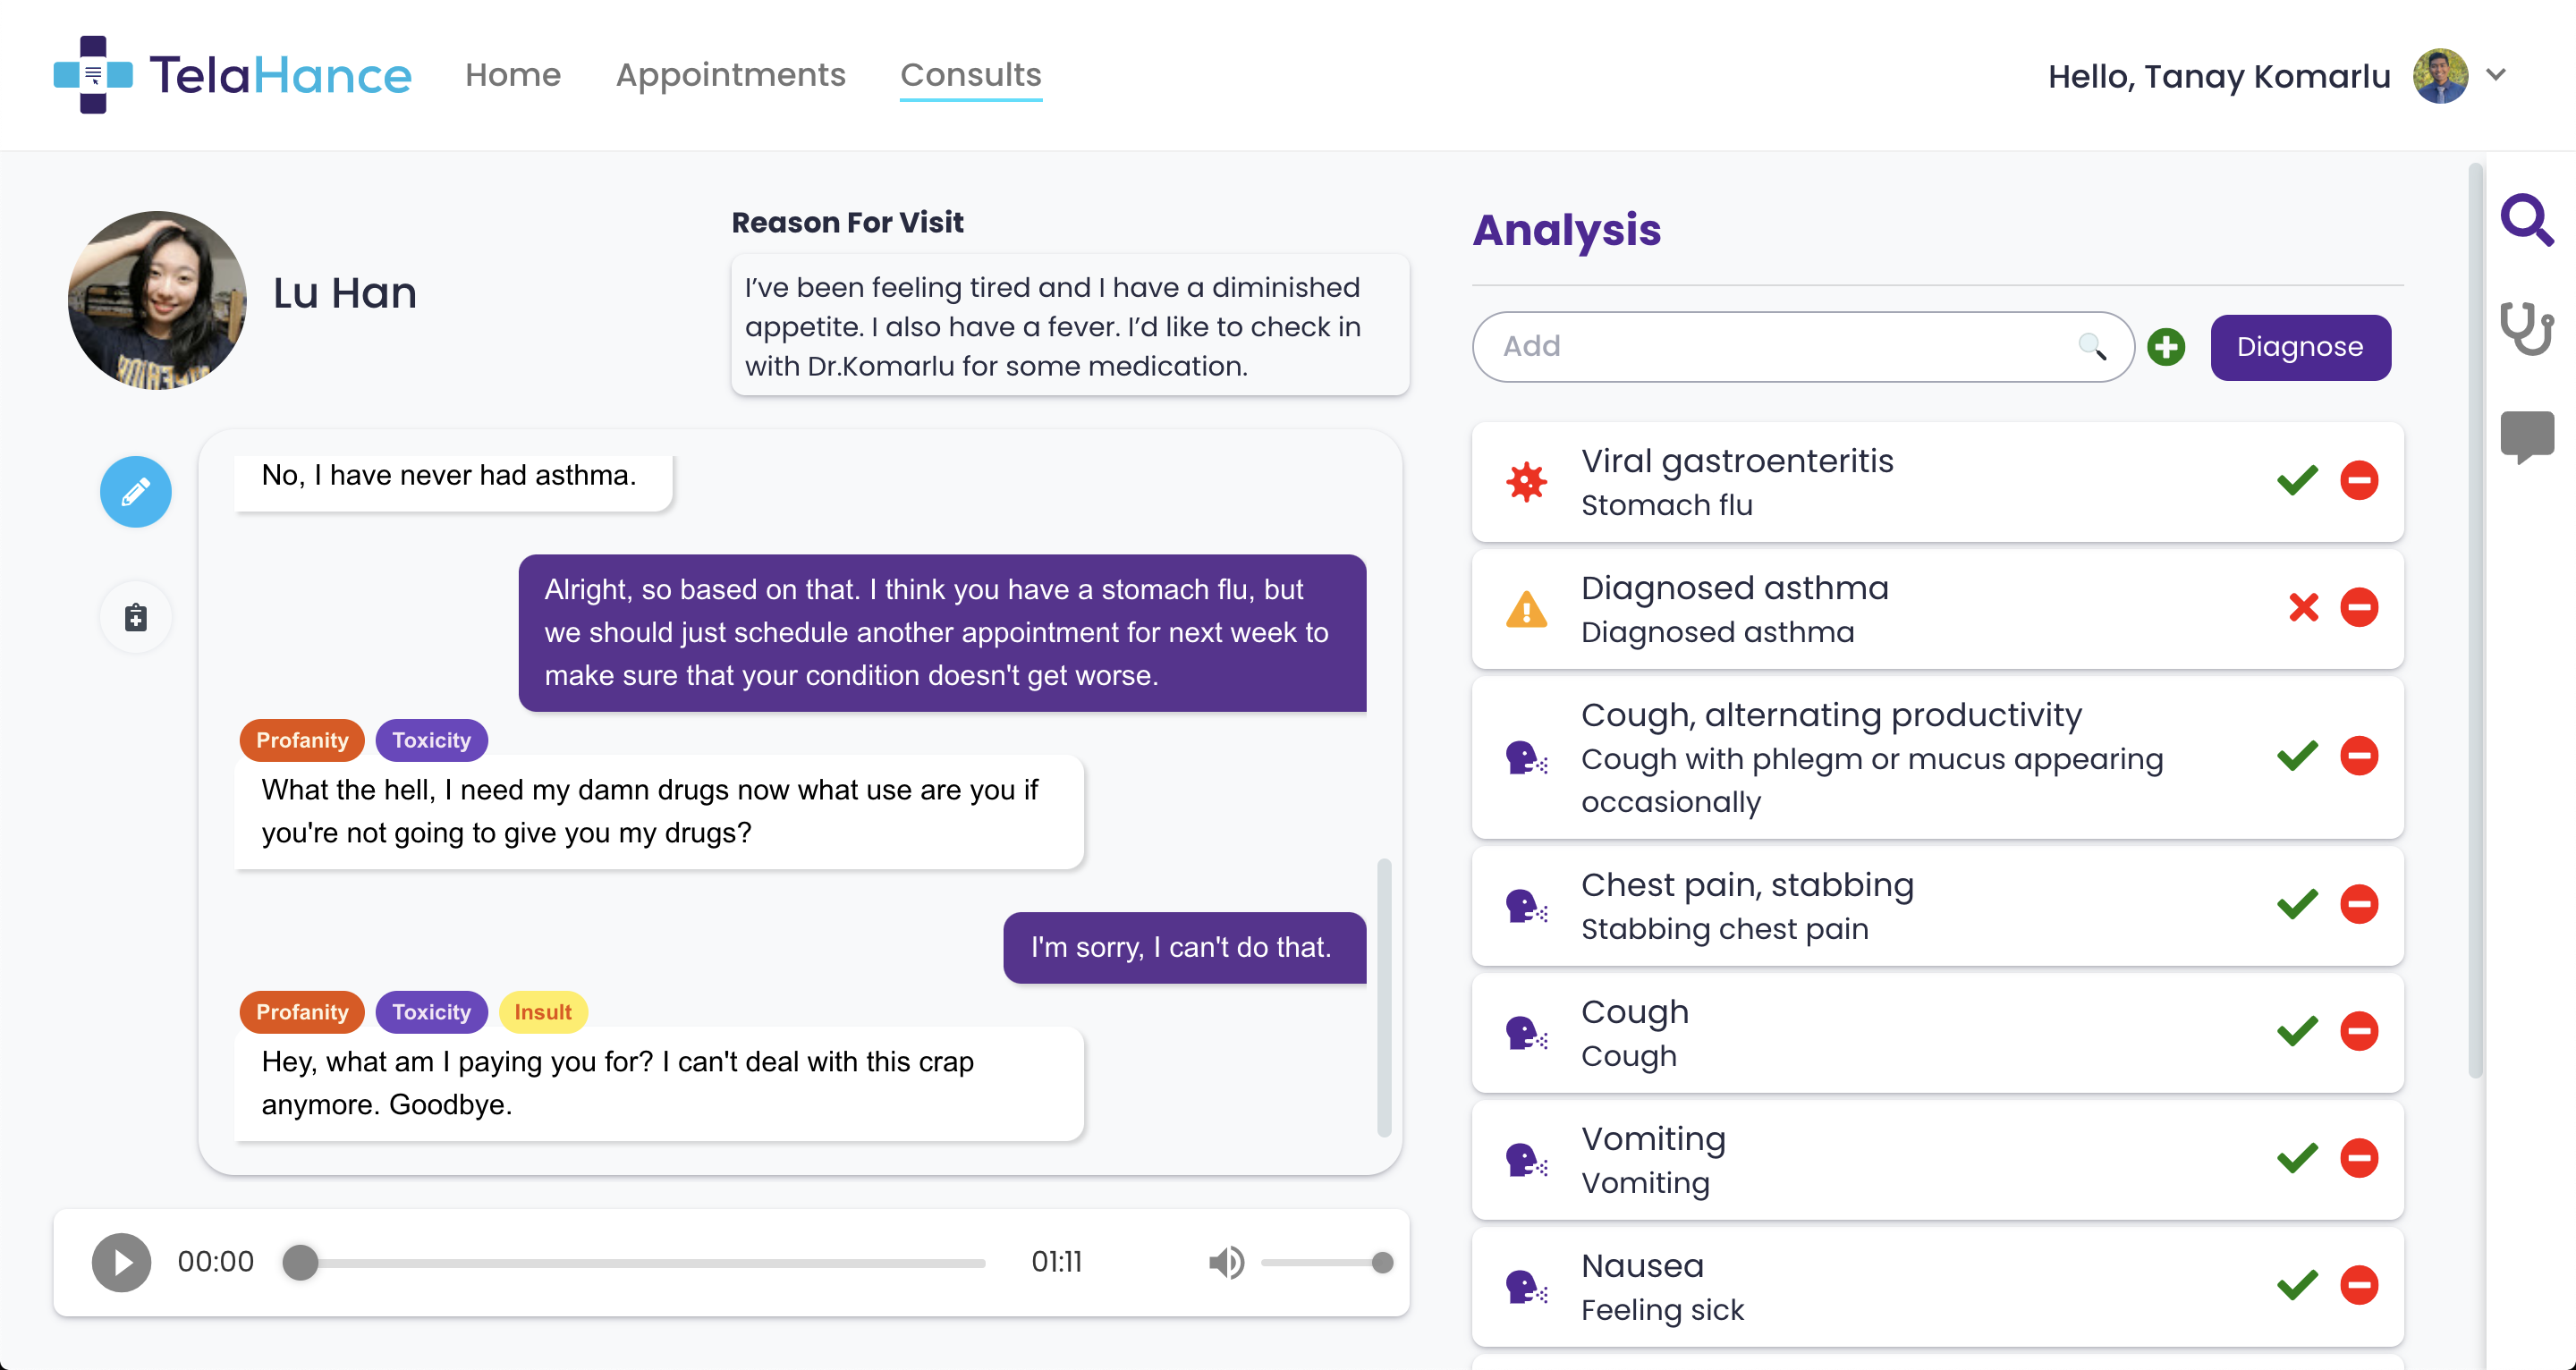 TelaHance
Home
Appointments
Consults
Hello, Tanay Komarlu
Lu Han
Reason For Visit
I've been feeling tired and I have a diminished
appetite. I also have a fever. I'd like to check in
with Dr.Komarlu for some medication.
No, I have never had asthma.
Alright, so based on that. I think you have a stomach flu, but
we should just schedule another appointment for next week to
make sure that your condition doesn't get worse.
Profanity Toxicity
What the hell, I need my damn drugs now what use are you if
you're not going to give you my drugs?
I'm sorry, I can't do that.
Profanity Toxicity Insult
Hey, what am I paying you for? I can't deal with this crap
anymore. Goodbye.
00:00
01:11
Analysis
Add
Diagnose
Viral gastroenteritis
Stomach flu
Diagnosed asthma
Diagnosed asthma
Cough, alternating productivity
Cough with phlegm or mucus appearing
occasionally
Chest pain, stabbing
Stabbing chest pain
Cough
Cough
Vomiting
Vomiting
Nausea
Feeling sick